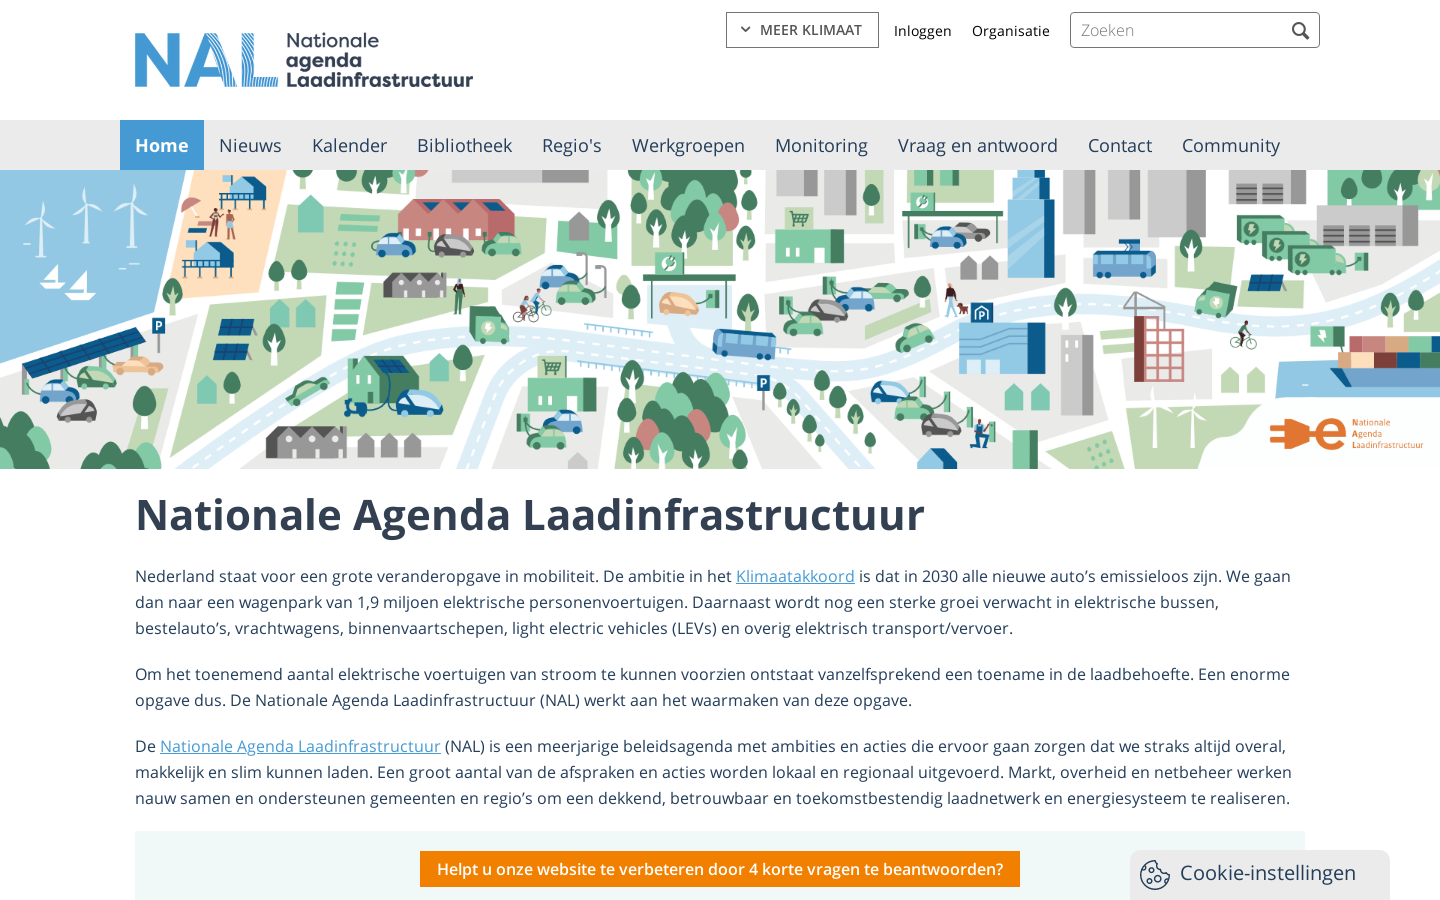 NAL Nationale
agenda
Laadinfrastructuur
MEER KLIMAAT
Inloggen
Organisatie
Zoeken
Home
Nieuws
Kalender
Bibliotheek
Regio's
Werkgroepen
Monitoring
Vraag en antwoord
Contact
Community
P
P
P
e Nationale
Agenda
Laadinfrastructuur
Nationale Agenda Laadinfrastructuur
Nederland staat voor een grote veranderopgave in mobiliteit. De ambitie in het Klimaatakkoord is dat in 2030 alle nieuwe auto’s emissieloos zijn. We gaan
dan naar een wagenpark van 1,9 miljoen elektrische personenvoertuigen. Daarnaast wordt nog een sterke groei verwacht in elektrische bussen,
bestelauto’s, vrachtwagens, binnenvaartschepen, light electric vehicles (LEVs) en overig elektrisch transport/vervoer.
Om het toenemend aantal elektrische voertuigen van stroom te kunnen voorzien ontstaat vanzelfsprekend een toename in de laadbehoefte. Een enorme
opgave dus. De Nationale Agenda Laadinfrastructuur (NAL) werkt aan het waarmaken van deze opgave.
De Nationale Agenda Laadinfrastructuur (NAL) is een meerjarige beleidsagenda met ambities en acties die ervoor gaan zorgen dat we straks altijd overal,
makkelijk en slim kunnen laden. Een groot aantal van de afspraken en acties worden lokaal en regionaal uitgevoerd. Markt, overheid en netbeheer werken
nauw samen en ondersteunen gemeenten en regio’s om een dekkend, betrouwbaar en toekomstbestendig laadnetwerk en energiesysteem te realiseren.
Helpt u onze website te verbeteren door 4 korte vragen te beantwoorden?
Cookie-instellingen